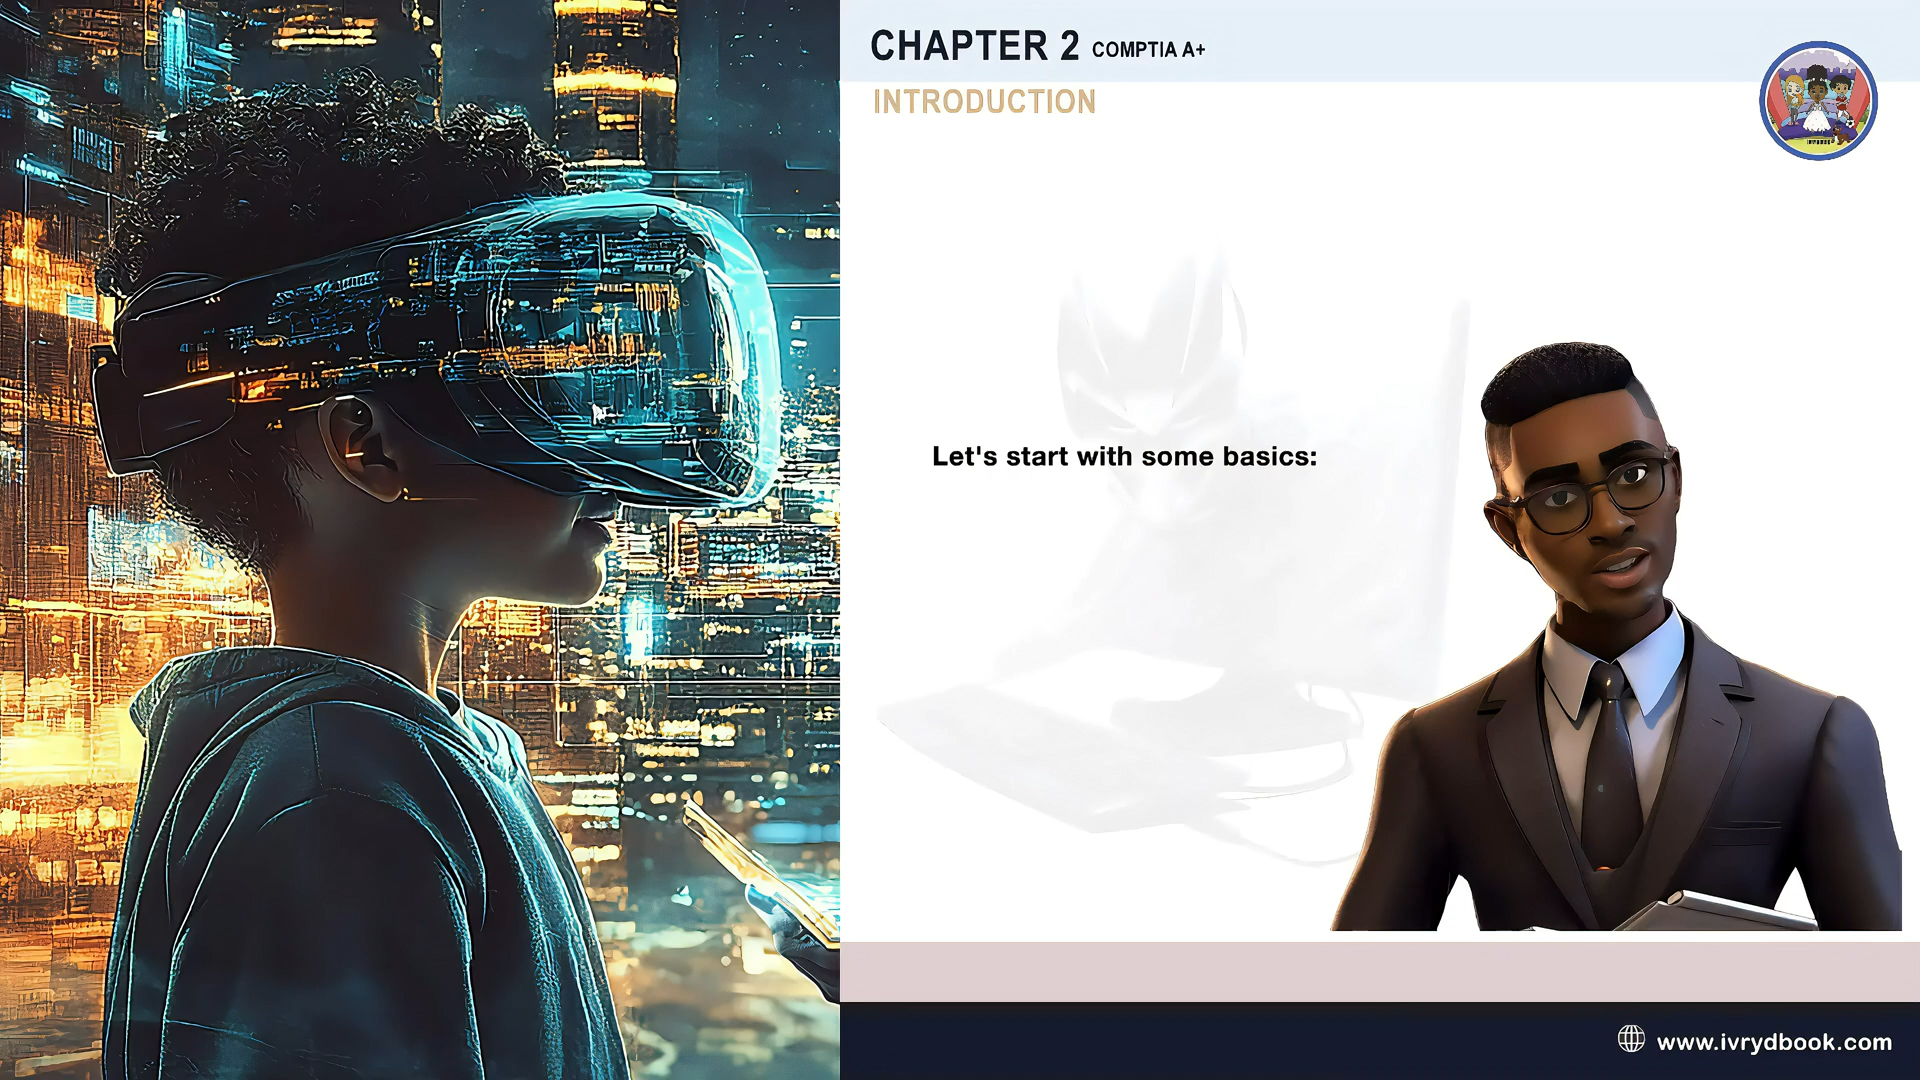 CHAPTER 2 COMPTIA A+
INTRODUCTION
Let's start with some basics:
www.ivrydbook.com